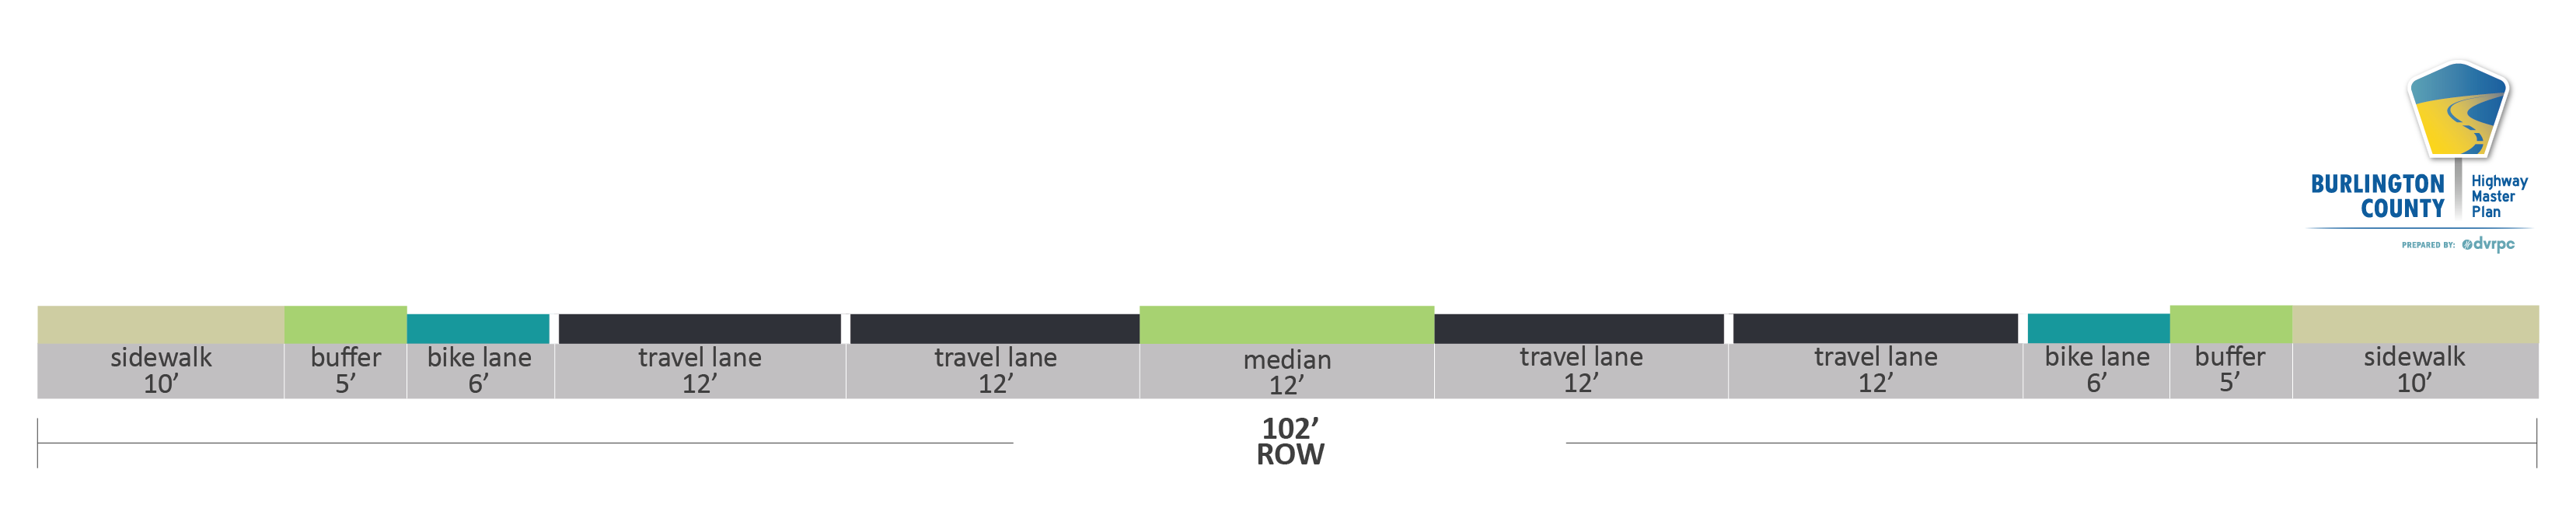 BURLINGTON
COUNTY
Highway
Master
Plan
PREPARED BY: dvrpc
sidewalk
10’
buffer
5’
bike lane
6’
travel lane
12’
travel lane
12’
median
12’
travel lane
12’
travel lane
12’
bike lane
6’
buffer
5’
sidewalk
10’
102’
ROW